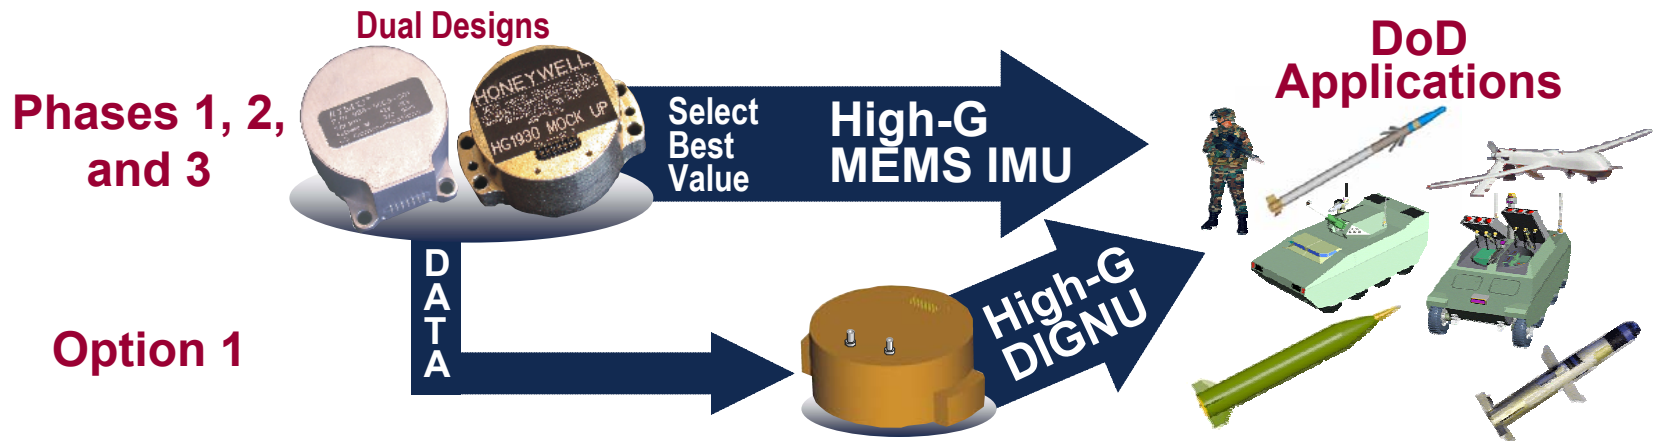 Dual Designs
DoD
Applications
Phases 1, 2,
and 3
HONEYWELL
HG1930 MOCK UP
Select
Best
Value
High-G
MEMS IMU
DATA
High-G
DIGNU
Option 1